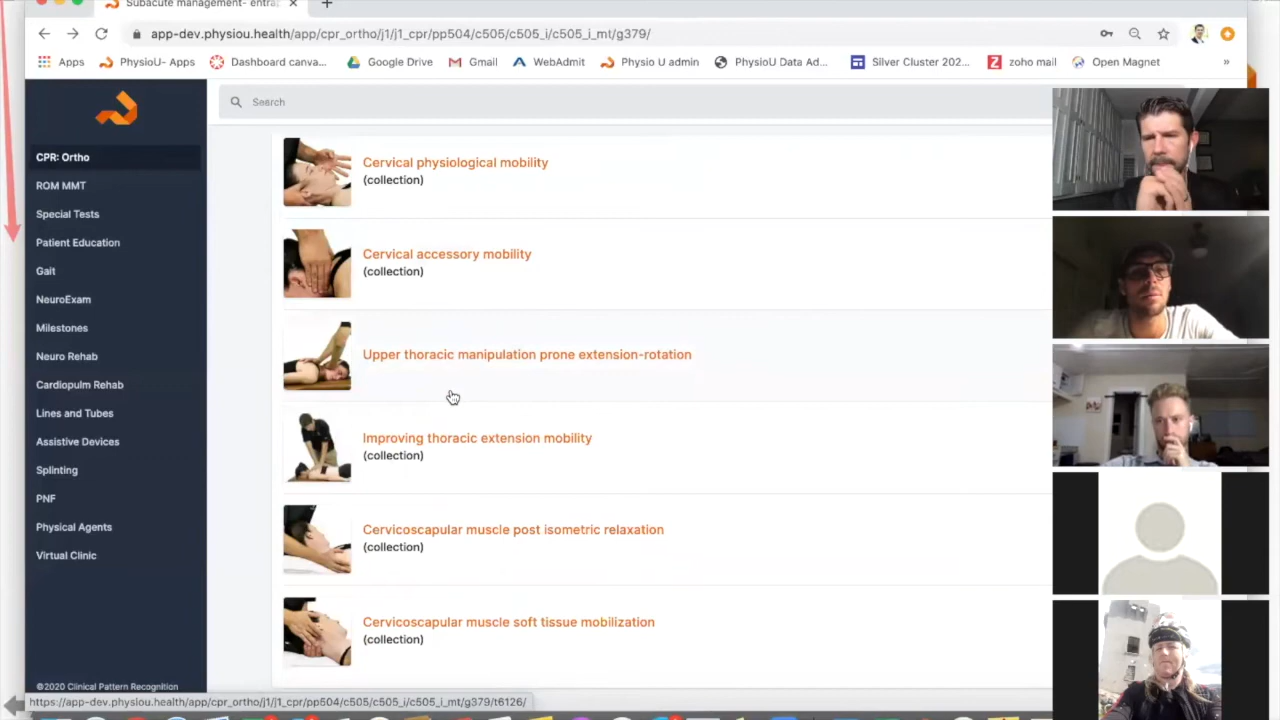 Subacute management- entrap
app-dev.physiou.health/app/cpr_ortho/j1/j1_cpr/pp504/c505/c505_i/c505_i_mt/g379/
Apps
PhysioU- Apps
Dashboard canva...
Google Drive
Gmail
WebAdmit
Physio U admin
PhysioU Data Ad...
Silver Cluster 202...
zoho mail
Open Magnet
»
Search
CPR: Ortho
ROM MMT
Special Tests
Patient Education
Gait
NeuroExam
Milestones
Neuro Rehab
Cardiopulm Rehab
Lines and Tubes
Assistive Devices
Splinting
PNF
Physical Agents
Virtual Clinic
©2020 Clinical Pattern Recognition
Cervical physiological mobility
(collection)
Cervical accessory mobility
(collection)
Upper thoracic manipulation prone extension-rotation
Improving thoracic extension mobility
(collection)
Cervicoscapular muscle post isometric relaxation
(collection)
Cervicoscapular muscle soft tissue mobilization
(collection)
https://app-dev.physiou.health/app/cpr_ortho/j1/j1_cpr/pp504/c505/c505_i/c505_i_mt/g379/t6126/